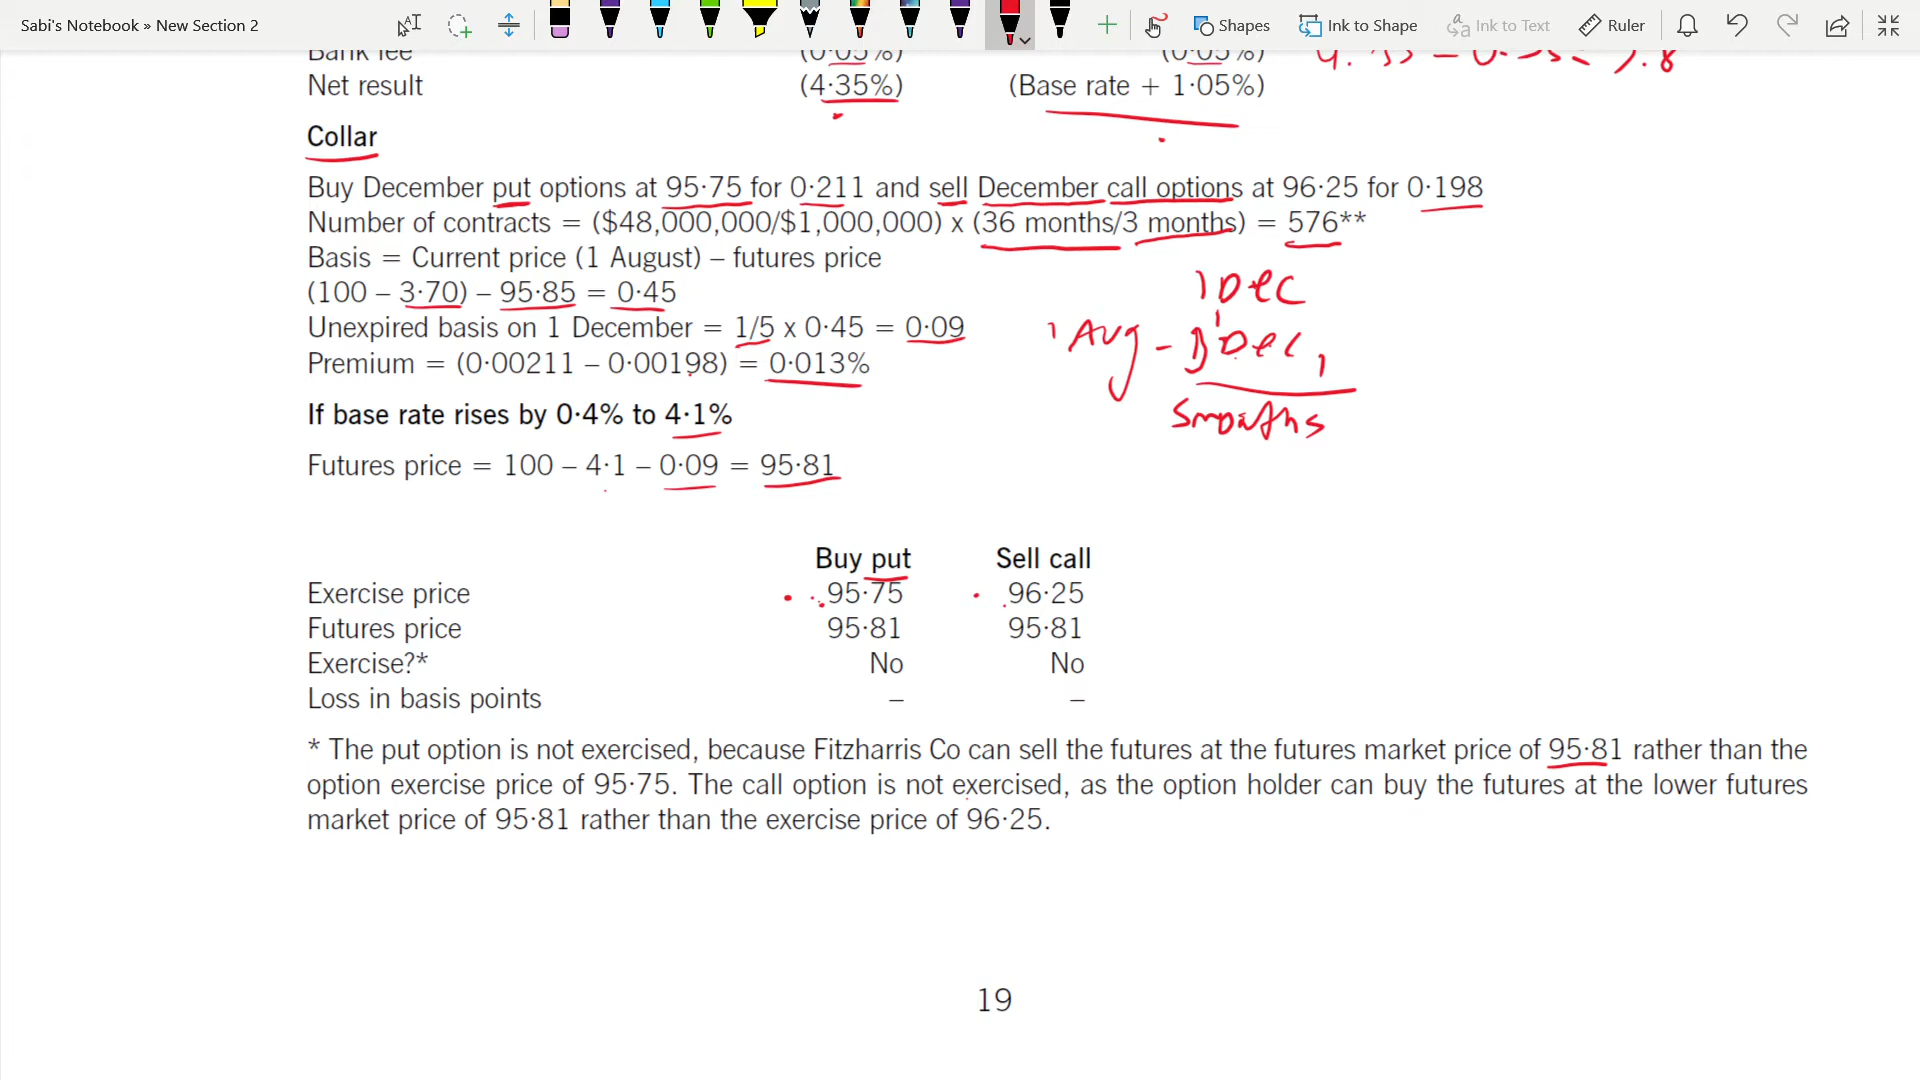 Sabi's Notebook » New Section 2
Shapes
Ink to Shape
Ink to Text
Ruler
Bank fee (0·05%) (0·05%)
Net result (4·35%) (Base rate + 1·05%)
Collar
Buy December put options at 95·75 for 0·211 and sell December call options at 96·25 for 0·198
Number of contracts = ($48,000,000/$1,000,000) x (36 months/3 months) = 576**
Basis = Current price (1 August) – futures price
(100 – 3·70) – 95·85 = 0·45
1 Dec
Unexpired basis on 1 December = 1/5 x 0·45 = 0·09
1 Aug - 31 Dec
Premium = (0·00211 – 0·00198) = 0·013%
If base rate rises by 0·4% to 4·1%
5 months
Futures price = 100 – 4·1 – 0·09 = 95·81
Buy put Sell call
Exercise price 95·75 96·25
Futures price 95·81 95·81
Exercise?* No No
Loss in basis points – –
* The put option is not exercised, because Fitzharris Co can sell the futures at the futures market price of 95·81 rather than the
option exercise price of 95·75. The call option is not exercised, as the option holder can buy the futures at the lower futures
market price of 95·81 rather than the exercise price of 96·25.
19